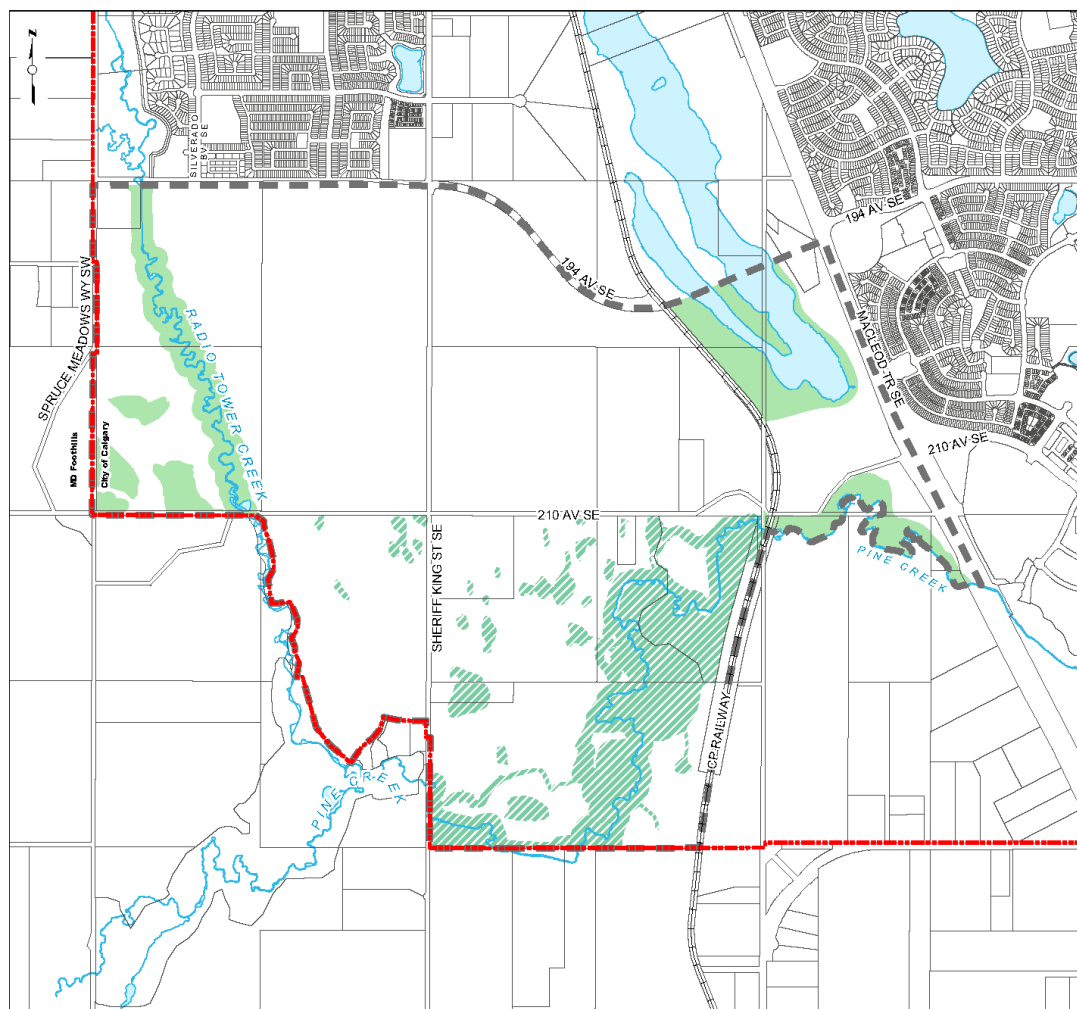 N
SILVERADO
BV SE
194 AV SE
194 AV SE
SPRUCE MEADOWS WY SW
RADIO TOWER CREEK
MACLEOD TR SE
210 AV SE
MD Foothills
City of Calgary
210 AV SE
PINE CREEK
SHERIFF KING ST SE
CP RAILWAY
PINE CREEK